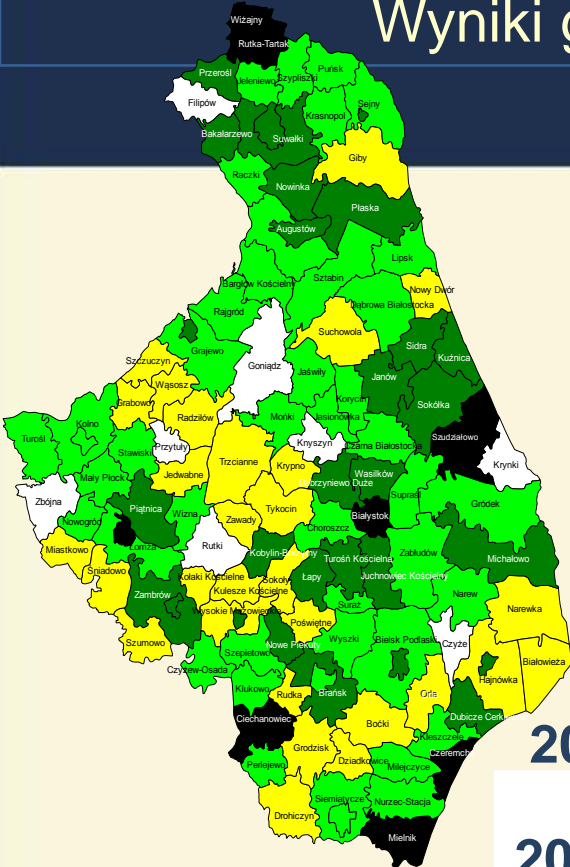 Wyniki g
Wiżajny
Rutka-Tartak
Przerośl
Jeleniewo
Szypliszki
Puńsk
Filipów
Krasnopol
Sejny
Bakałarzewo
Suwałki
Giby
Raczki
Nowinka
Płaska
Augustów
Lipsk
Sztabin
Bargłów Kościelny
Nowy Dwór
Dąbrowa Białostocka
Rajgród
Suchowola
Sidra
Kuźnica
Grajewo
Szczuczyn
Goniądz
Jaświły
Janów
Wąsosz
Grabowo
Korycin
Sokółka
Radziłów
Mońki
Jasionówka
Kolno
Turośl
Szudziałowo
Przytuły
Knyszyn
Czarna Białostocka
Stawiski
Krynki
Trzcianne
Krypno
Jedwabne
Mały Płock
Wasilków
Dobrzyniewo Duże
Supraśl
Zbójna
Piątnica
Wizna
Tykocin
Gródek
Nowogród
Zawady
Białystok
Choroszcz
Rutki
Łomża
Miastkowo
Kobylin-Borzymy
Turośń Kościelna
Zabłudów
Michałowo
Śniadowo
Kołaki Kościelne
Sokoły
Łapy
Juchnowiec Kościelny
Kulesze Kościelne
Zambrów
Narew
Suraż
Narewka
Wysokie Mazowieckie
Poświętne
Szumowo
Nowe Piekuty
Wyszki
Bielsk Podlaski
Czyże
Szepietowo
Białowieża
Czyżew-Osada
Hajnówka
Klukowo
Rudka
Brańsk
Orla
Ciechanowiec
Boćki
Dubicze Cerk
Kleszczele
Grodzisk
Czeremcha
Perlejewo
Dziadkowice
Milejczyce
Siemiatycze
Nurzec-Stacja
Drohiczyn
Mielnik
20
20